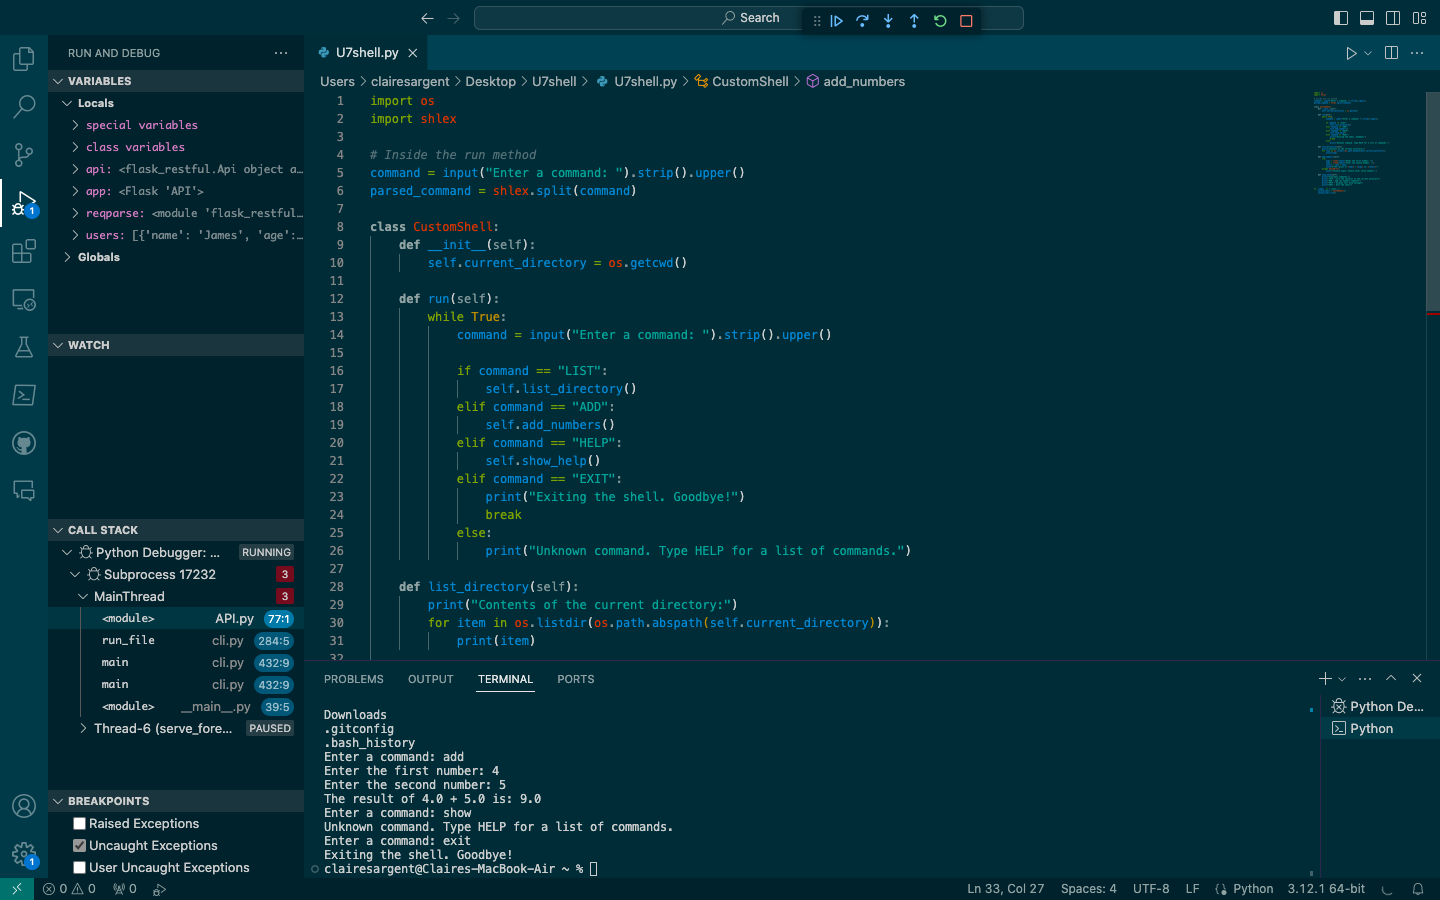 Search
RUN AND DEBUG
VARIABLES
Locals
special variables
class variables
api: <flask_restful.Api object a…
app: <Flask 'API'>
reqparse: <module 'flask_restful…
users: [{'name': 'James', 'age':…
Globals
WATCH
CALL STACK
Python Debugger: ... RUNNING
Subprocess 17232 3
MainThread 3
<module> API.py 77:1
run_file cli.py 284:5
main cli.py 432:9
main cli.py 432:9
<module> __main__.py 39:5
Thread-6 (serve_fore... PAUSED
BREAKPOINTS
Raised Exceptions
Uncaught Exceptions
User Uncaught Exceptions
1
1
U7shell.py
Users > clairesargent > Desktop > U7shell > U7shell.py > CustomShell > add_numbers
1 import os
2 import shlex
3
4 # Inside the run method
5 command = input("Enter a command: ").strip().upper()
6 parsed_command = shlex.split(command)
7
8 class CustomShell:
9 def __init__(self):
10 self.current_directory = os.getcwd()
11
12 def run(self):
13 while True:
14 command = input("Enter a command: ").strip().upper()
15
16 if command == "LIST":
17 self.list_directory()
18 elif command == "ADD":
19 self.add_numbers()
20 elif command == "HELP":
21 self.show_help()
22 elif command == "EXIT":
23 print("Exiting the shell. Goodbye!")
24 break
25 else:
26 print("Unknown command. Type HELP for a list of commands.")
27
28 def list_directory(self):
29 print("Contents of the current directory:")
30 for item in os.listdir(os.path.abspath(self.current_directory)):
31 print(item)
32
PROBLEMS OUTPUT TERMINAL PORTS
Downloads
.gitconfig
.bash_history
Enter a command: add
Enter the first number: 4
Enter the second number: 5
The result of 4.0 + 5.0 is: 9.0
Enter a command: show
Unknown command. Type HELP for a list of commands.
Enter a command: exit
Exiting the shell. Goodbye!
clairesargent@Claires-MacBook-Air ~ %
Python De...
Python
0 0 0 Ln 33, Col 27 Spaces: 4 UTF-8 LF Python 3.12.1 64-bit